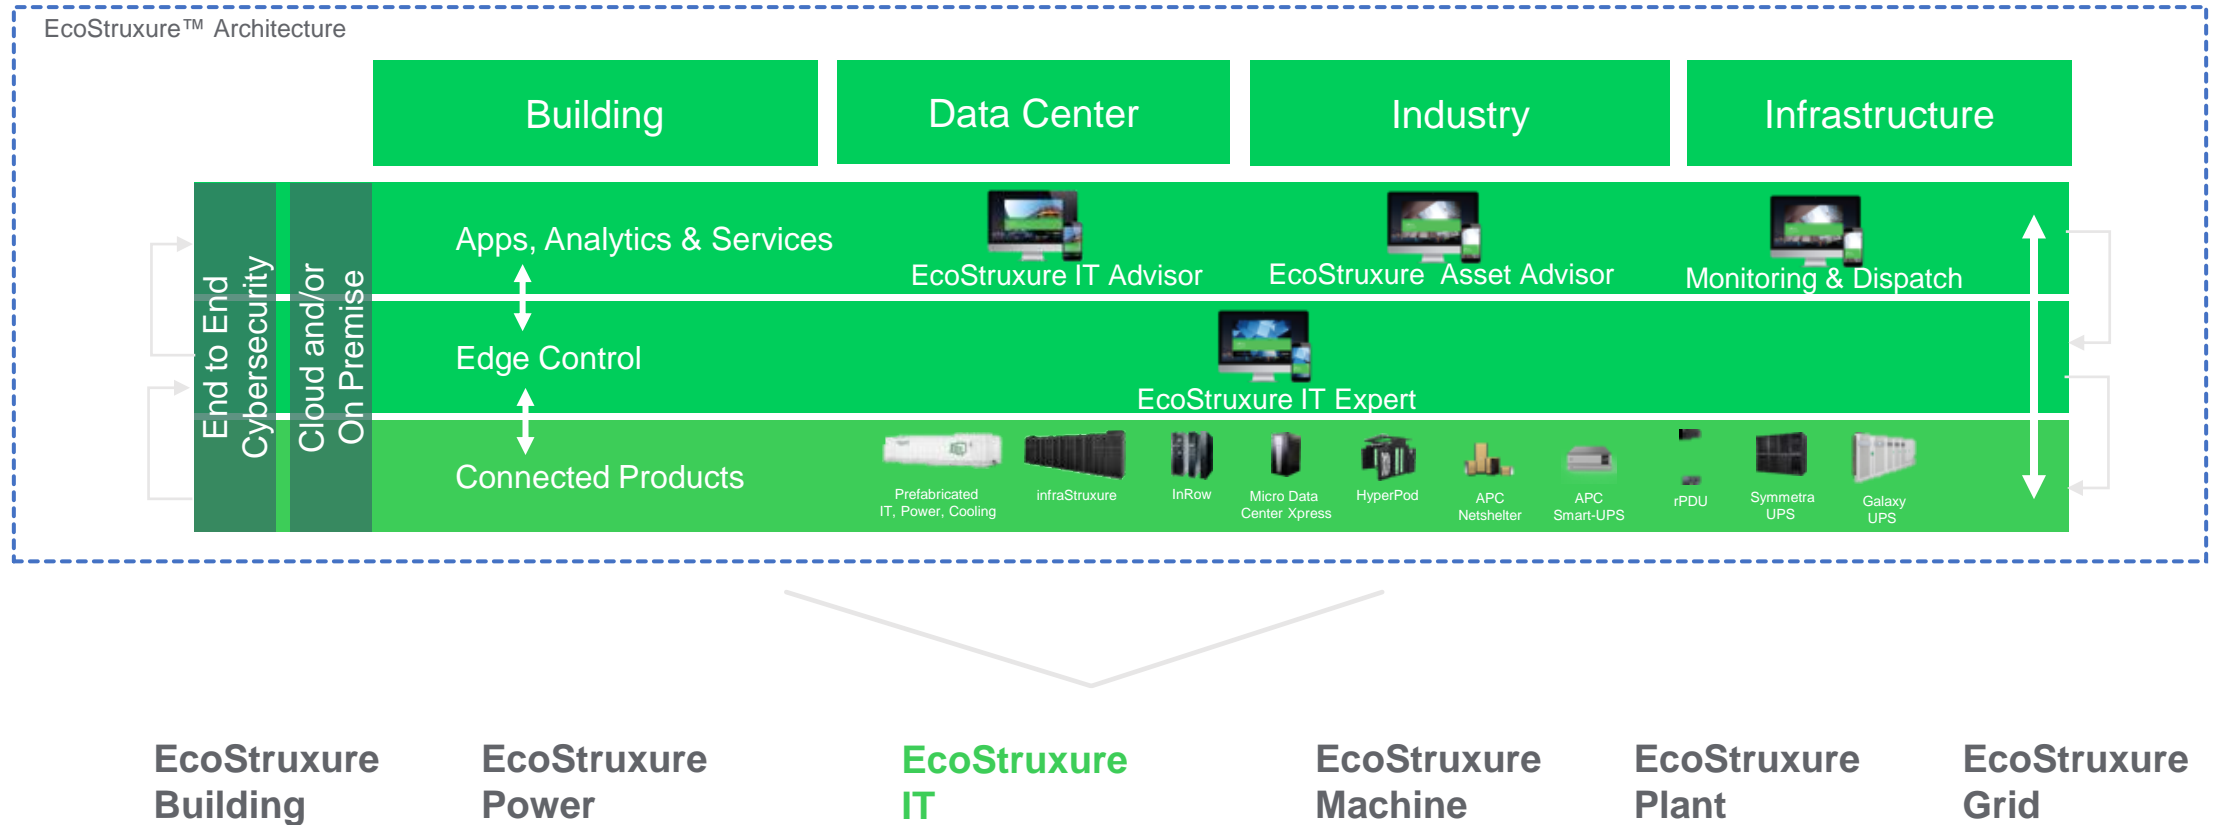 EcoStruxure™ Architecture
Building
Data Center
Industry
Infrastructure
End to End
Cybersecurity
Cloud and/or
On Premise
Apps, Analytics & Services
EcoStruxure IT Advisor
EcoStruxure Asset Advisor
Monitoring & Dispatch
Edge Control
EcoStruxure IT Expert
Connected Products
Prefabricated
IT, Power, Cooling
infraStruxure
InRow
Micro Data
Center Xpress
HyperPod
APC
Netshelter
APC
Smart-UPS
rPDU
Symmetra
UPS
Galaxy
UPS
EcoStruxure
Building
EcoStruxure
Power
EcoStruxure
IT
EcoStruxure
Machine
EcoStruxure
Plant
EcoStruxure
Grid